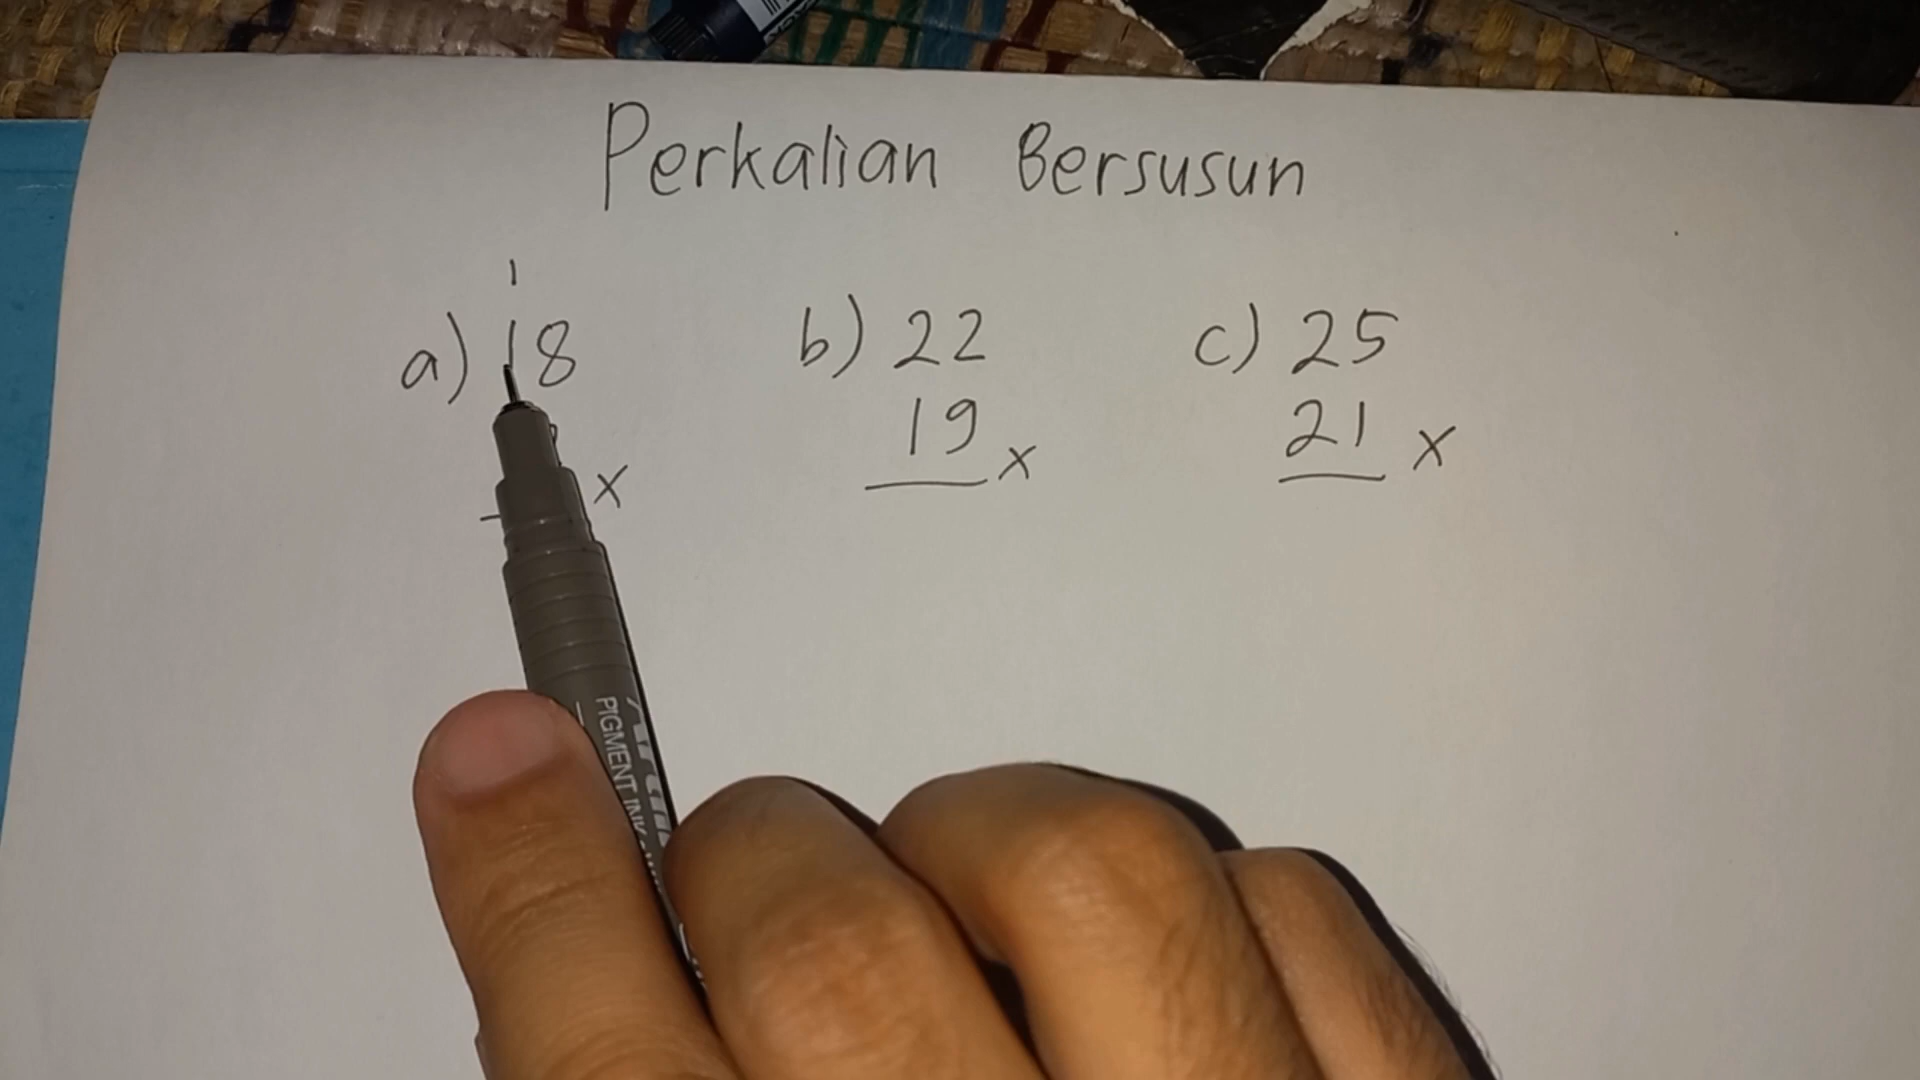 Perkalian Bersusun
1
a) 18 b) 22 c) 25
x 19 x 21 x
PIGMENT INK